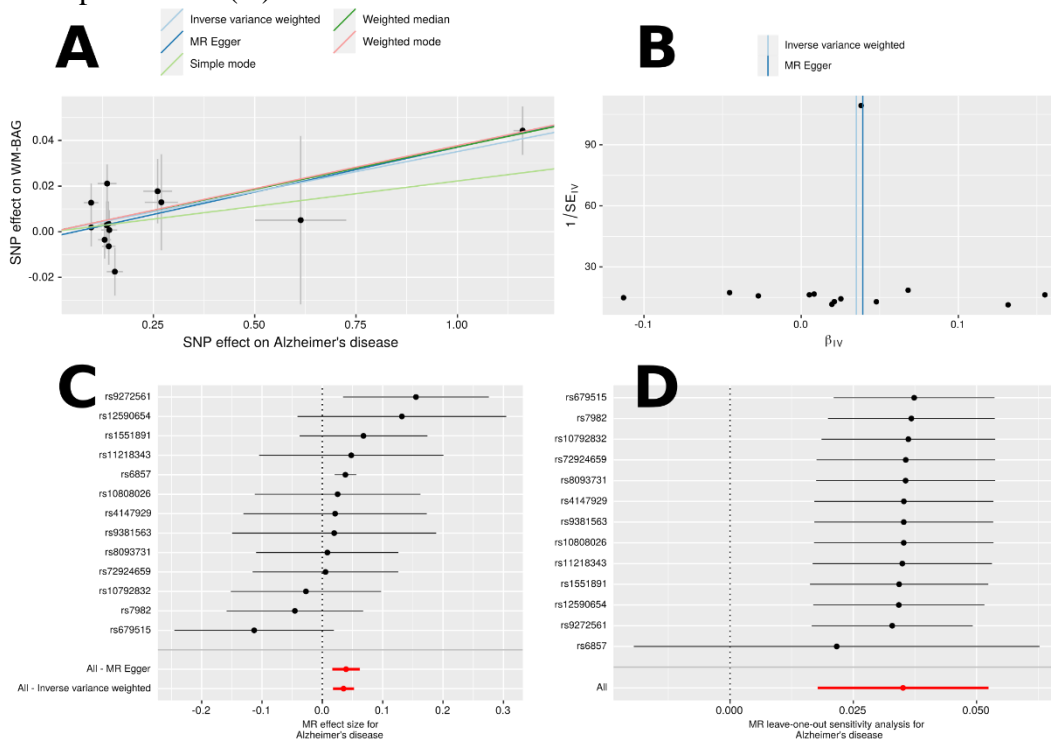 A
Inverse variance weighted
MR Egger
Simple mode
Weighted median
Weighted mode
SNP effect on WM-BAG
0.04
0.02
0.00
-0.02
0.25
0.50
0.75
1.00
SNP effect on Alzheimer's disease
B
Inverse variance weighted
MR Egger
1/SE IV
90
60
30
-0.1
0.0
0.1
β IV
C
rs9272561
rs12590654
rs1551891
rs11218343
rs6857
rs10808026
rs4147929
rs9381563
rs8093731
rs72924659
rs10792832
rs7982
rs679515
All - MR Egger
All - Inverse variance weighted
-0.2
-0.1
0.0
0.1
0.2
0.3
MR effect size for
Alzheimer's disease
D
rs679515
rs7982
rs10792832
rs72924659
rs8093731
rs4147929
rs9381563
rs10808026
rs11218343
rs1551891
rs12590654
rs9272561
rs6857
All
0.000
0.025
0.050
MR leave-one-out sensitivity analysis for
Alzheimer's disease